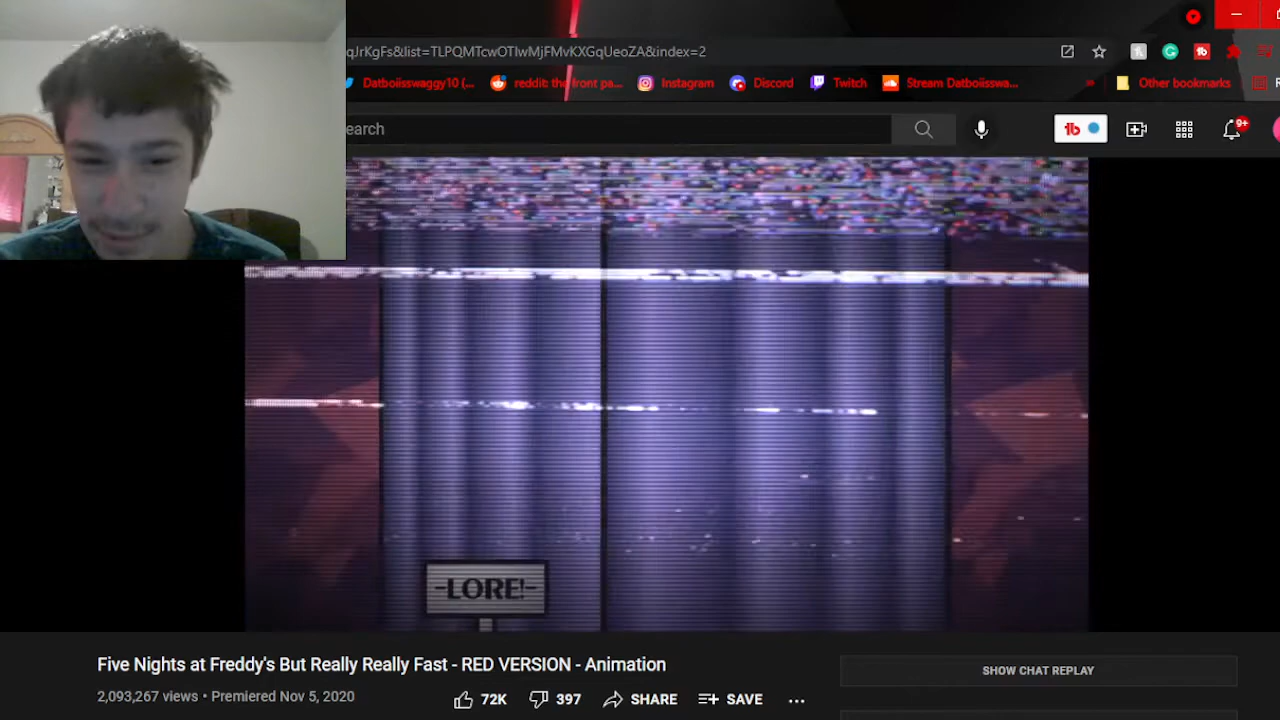 qJrKgFs&list=TLPQMTcwOTIwMjFMvKXGqUeoZA&index=2
Datboiisswaggy10 (... reddit: the front pa... Instagram Discord Twitch Stream Datboiisswa... » Other bookmarks R
earch
9+
-LORE!-
Five Nights at Freddy's But Really Really Fast - RED VERSION - Animation
2,093,267 views • Premiered Nov 5, 2020
72K 397 SHARE SAVE ...
SHOW CHAT REPLAY